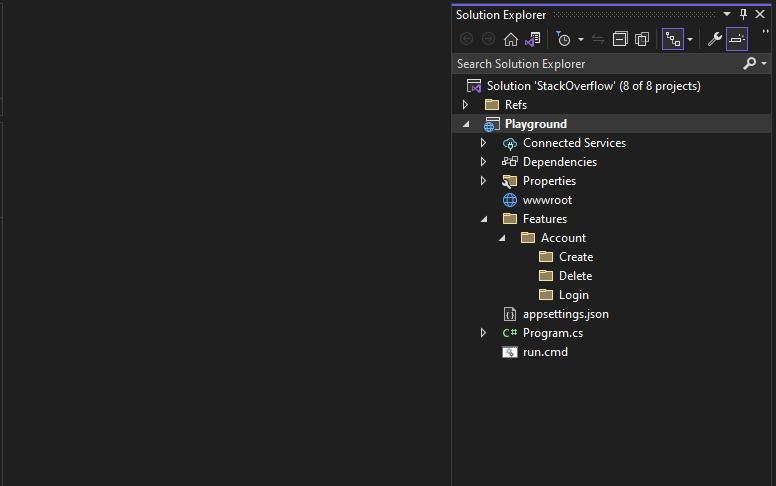 Solution Explorer
Search Solution Explorer
Solution 'StackOverflow' (8 of 8 projects)
Refs
Playground
Connected Services
Dependencies
Properties
wwwroot
Features
Account
Create
Delete
Login
appsettings.json
C# Program.cs
run.cmd